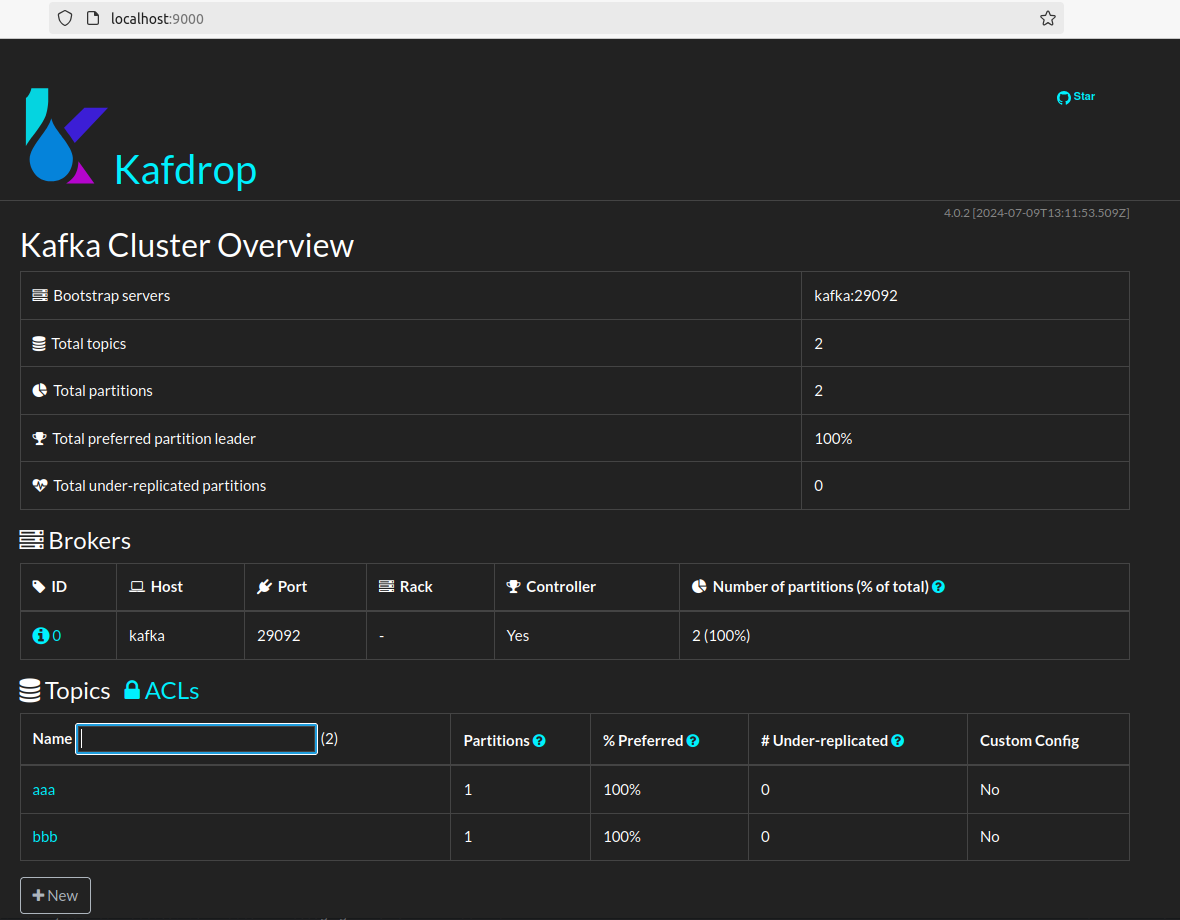 localhost:9000
Star
Kafdrop
4.0.2 [2024-07-09T13:11:53.509Z]
Kafka Cluster Overview
Bootstrap servers kafka:29092
Total topics 2
Total partitions 2
Total preferred partition leader 100%
Total under-replicated partitions 0
Brokers
ID Host Port Rack Controller Number of partitions (% of total)
0 kafka 29092 - Yes 2 (100%)
Topics ACLs
Name (2) Partitions % Preferred # Under-replicated Custom Config
aaa 1 100% 0 No
bbb 1 100% 0 No
New